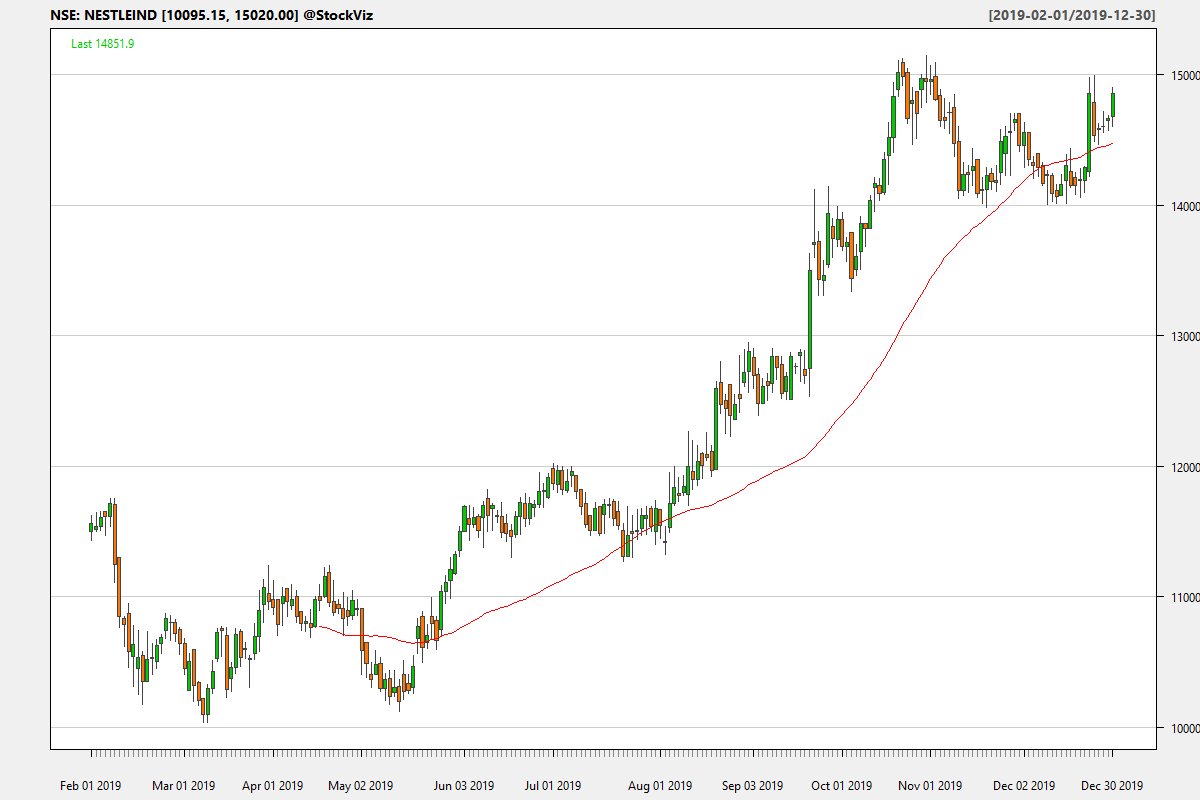 NSE: NESTLEIND [10095.15, 15020.00] @StockViz [2019-02-01/2019-12-30]
Last 14851.9
15000
14000
13000
12000
11000
10000
Feb 01 2019 Mar 01 2019 Apr 01 2019 May 02 2019 Jun 03 2019 Jul 01 2019 Aug 01 2019 Sep 03 2019 Oct 01 2019 Nov 01 2019 Dec 02 2019 Dec 30 2019